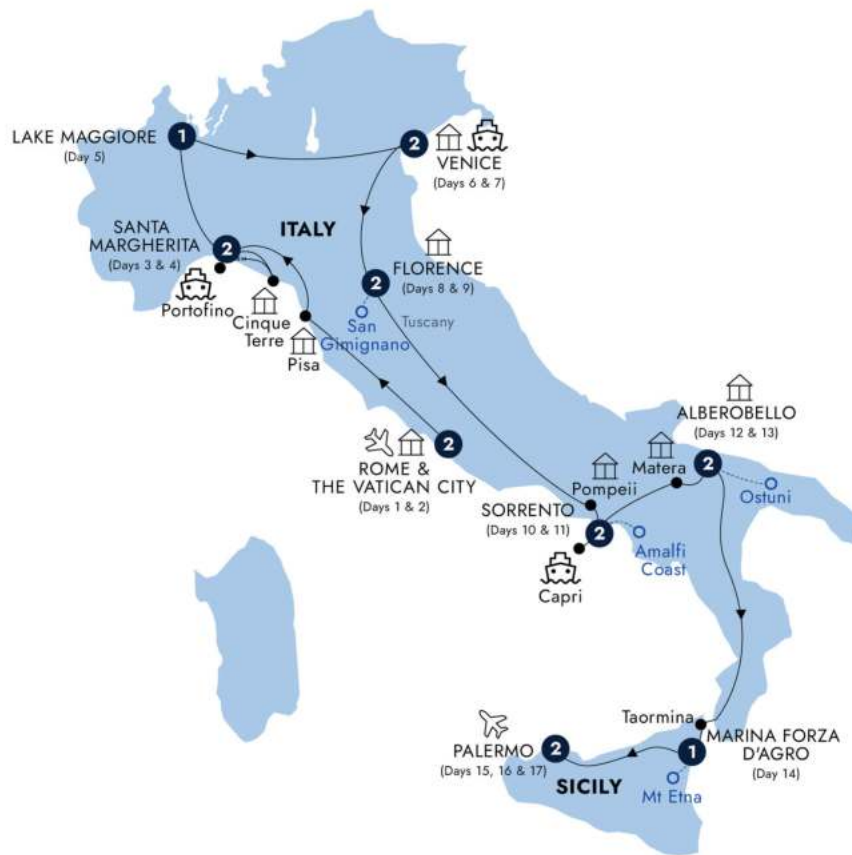 LAKE MAGGIORE
(Day 5)
1
2
VENICE
(Days 6 & 7)
SANTA
MARGHERITA
(Days 3 & 4)
2
ITALY
Portofino
Cinque
Terre
Pisa
2
FLORENCE
(Days 8 & 9)
San
Gimignano
Tuscany
2
ROME &
THE VATICAN CITY
(Days 1 & 2)
ALBEROBELLO
(Days 12 & 13)
2
Matera
Pompeii
Ostuni
SORRENTO
(Days 10 & 11)
2
Amalfi
Coast
Capri
Taormina
MARINA FORZA
D'AGRO
(Day 14)
1
PALERMO
(Days 15, 16 & 17)
2
SICILY
Mt Etna